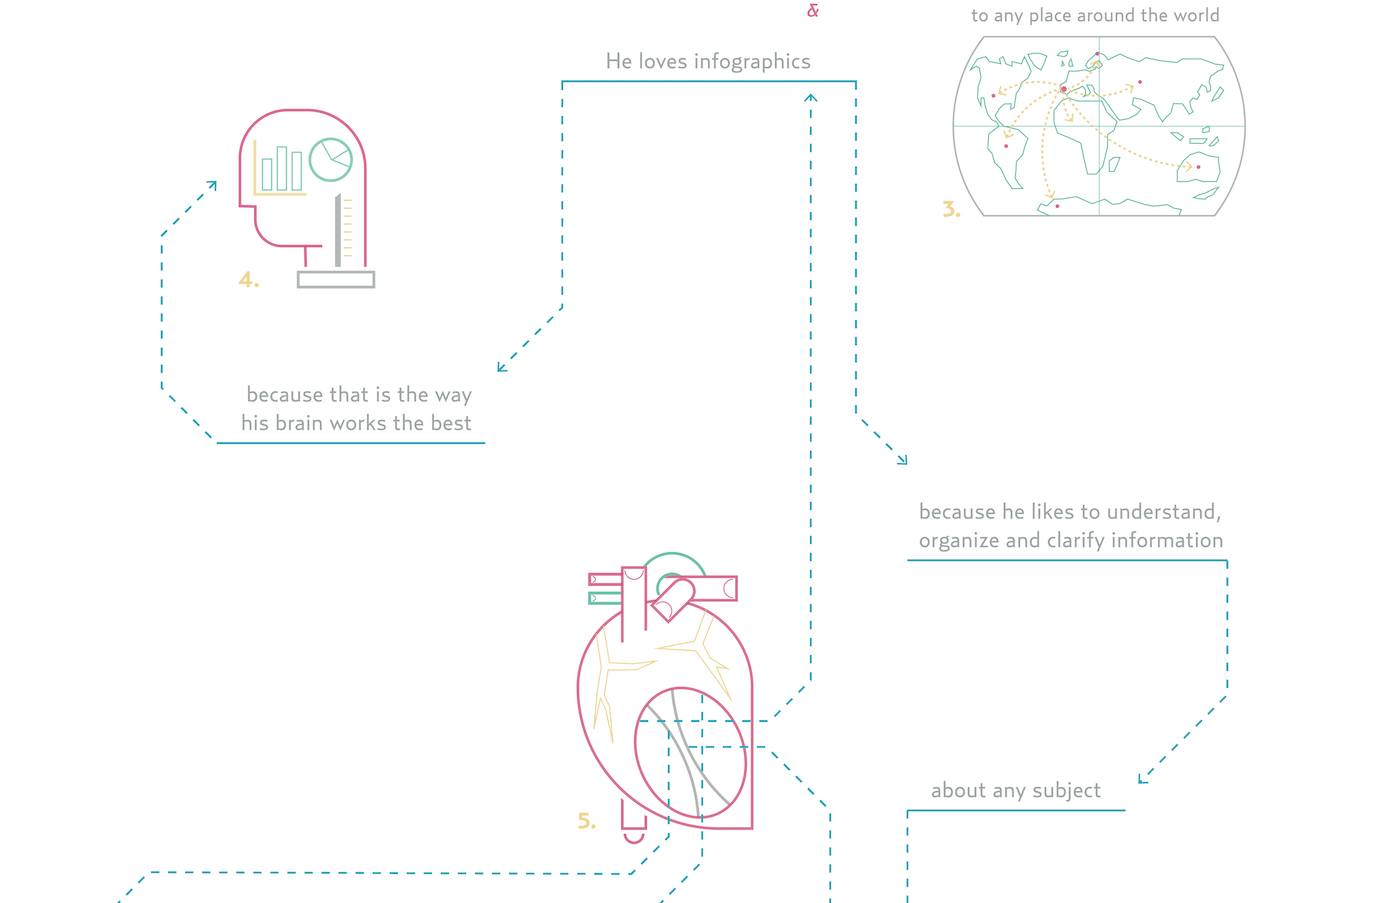 &
to any place around the world
He loves infographics
3.
4.
because that is the way
his brain works the best
because he likes to understand,
organize and clarify information
about any subject
5.